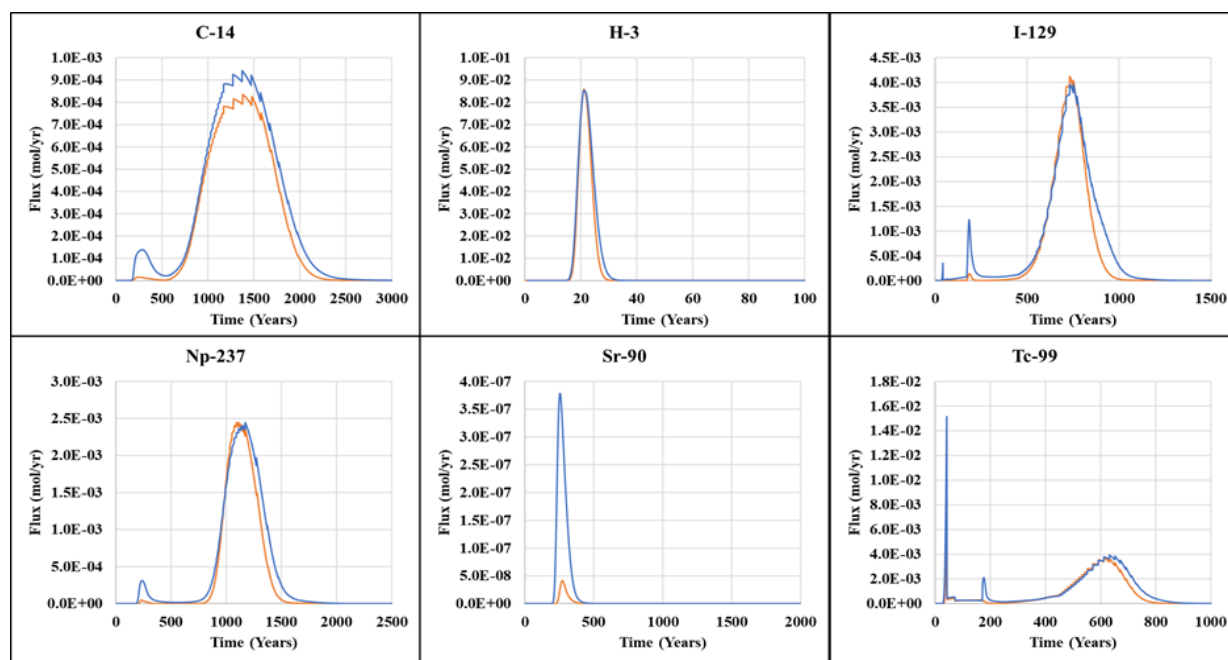 C-14
Flux (mol/yr)
1.0E-03
9.0E-04
8.0E-04
7.0E-04
6.0E-04
5.0E-04
4.0E-04
3.0E-04
2.0E-04
1.0E-04
0.0E+00
0 500 1000 1500 2000 2500 3000
Time (Years)
H-3
Flux (mol/yr)
1.0E-01
9.0E-02
8.0E-02
7.0E-02
6.0E-02
5.0E-02
4.0E-02
3.0E-02
2.0E-02
1.0E-02
0.0E+00
0 20 40 60 80 100
Time (Years)
I-129
Flux (mol/yr)
4.5E-03
4.0E-03
3.5E-03
3.0E-03
2.5E-03
2.0E-03
1.5E-03
1.0E-03
5.0E-04
0.0E+00
0 500 1000 1500
Time (Years)
Np-237
Flux (mol/yr)
3.0E-03
2.5E-03
2.0E-03
1.5E-03
1.0E-03
5.0E-04
0.0E+00
0 500 1000 1500 2000 2500
Time (Years)
Sr-90
Flux (mol/yr)
4.0E-07
3.5E-07
3.0E-07
2.5E-07
2.0E-07
1.5E-07
1.0E-07
5.0E-08
0.0E+00
0 500 1000 1500 2000
Time (Years)
Tc-99
Flux (mol/yr)
1.8E-02
1.6E-02
1.4E-02
1.2E-02
1.0E-02
8.0E-03
6.0E-03
4.0E-03
2.0E-03
0.0E+00
0 200 400 600 800 1000
Time (Years)